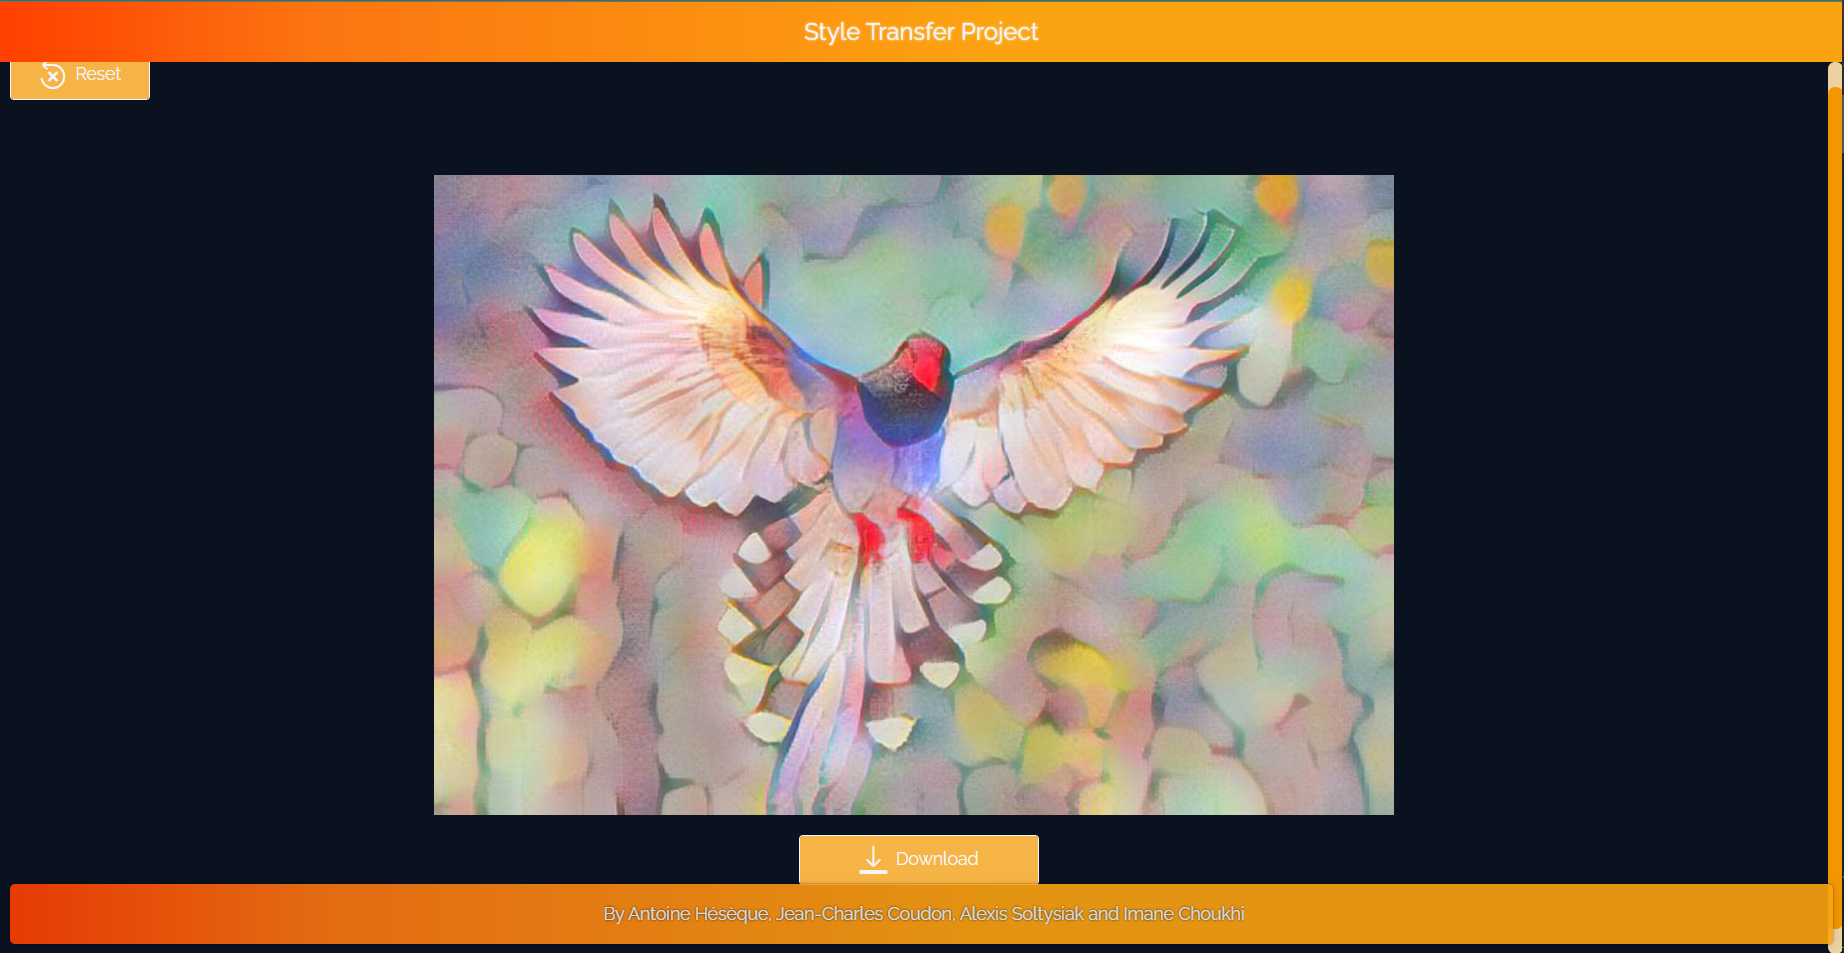 Style Transfer Project
Reset
Download
By Antoine Hésèque, Jean-Charles Coudon, Alexis Soltysiak and Imane Choukhi